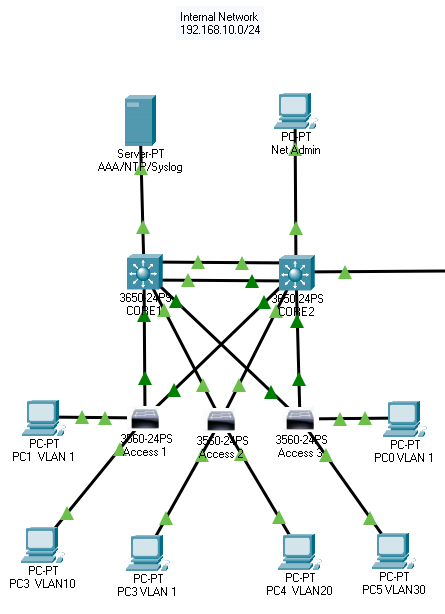 Internal Network
192.168.10.0/24
Server-PT
AAA/NTP/Syslog
PC-PT
Net Admin
3650-24PS
CORE1
3650-24PS
CORE2
3560-24PS
Access 1
3560-24PS
Access 2
3560-24PS
Access 3
PC-PT
PC1 VLAN 1
PC-PT
PC0 VLAN 1
PC-PT
PC3 VLAN10
PC-PT
PC3 VLAN 1
PC-PT
PC4 VLAN20
PC-PT
PC5 VLAN30